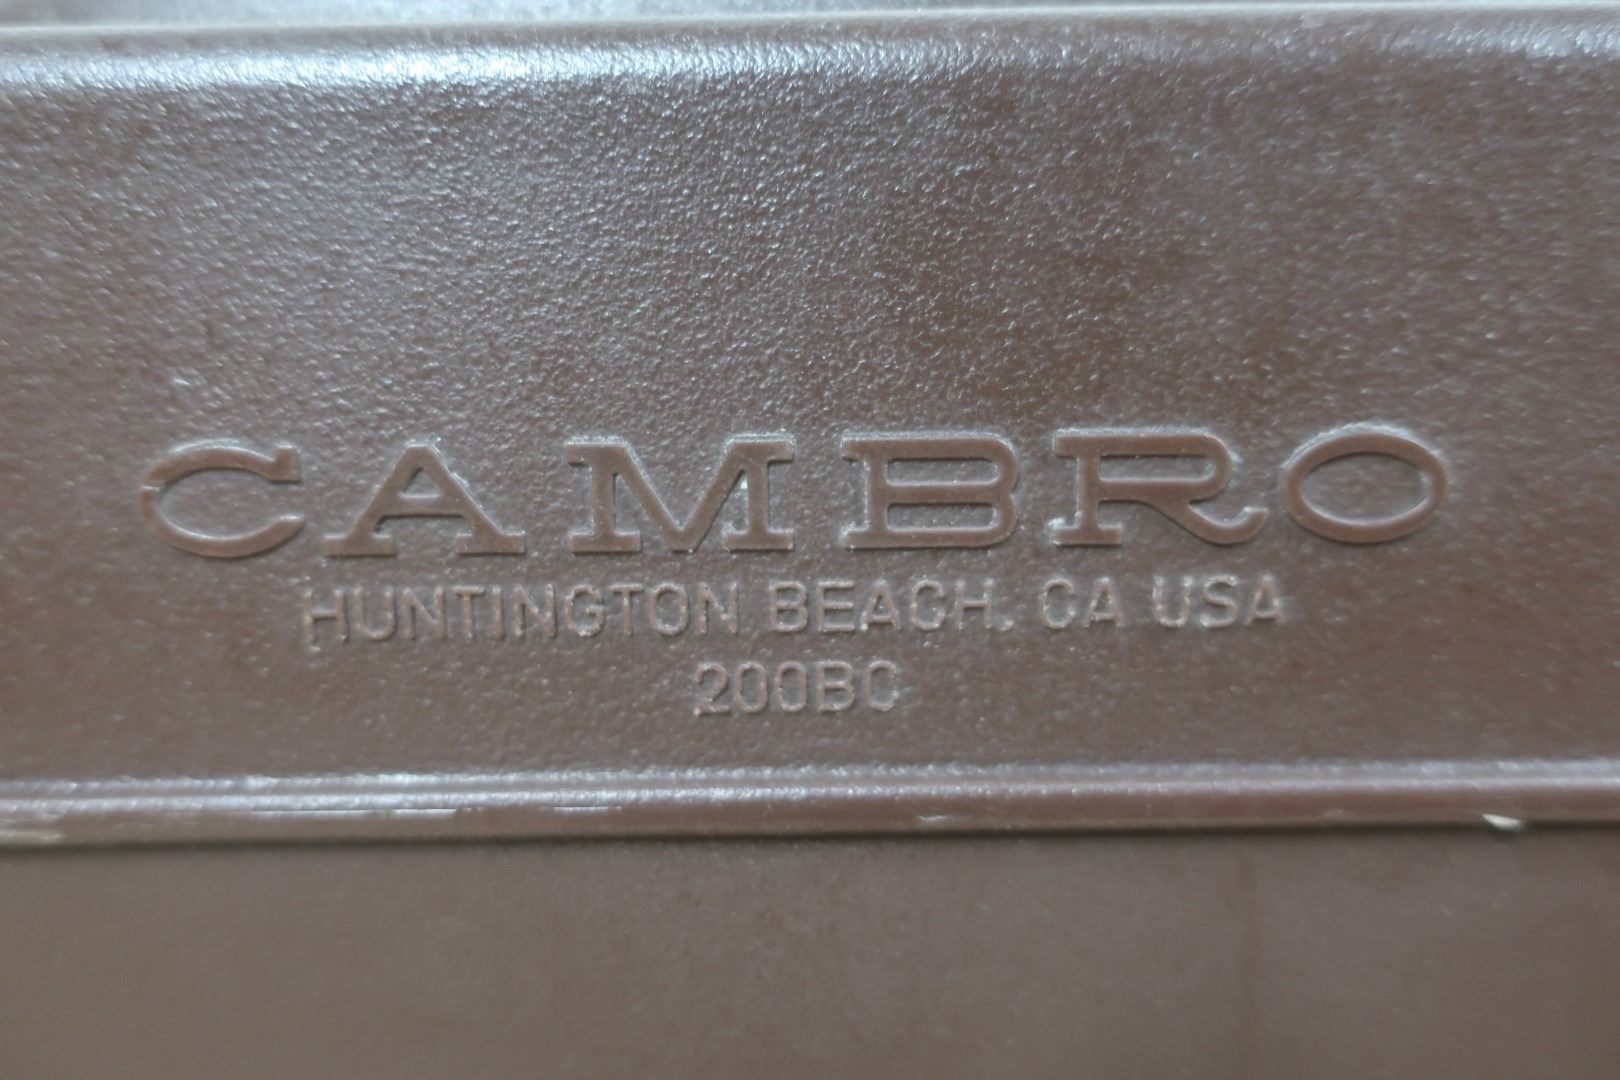 CAMBRO
HUNTINGTON BEACH, CA USA
200BC